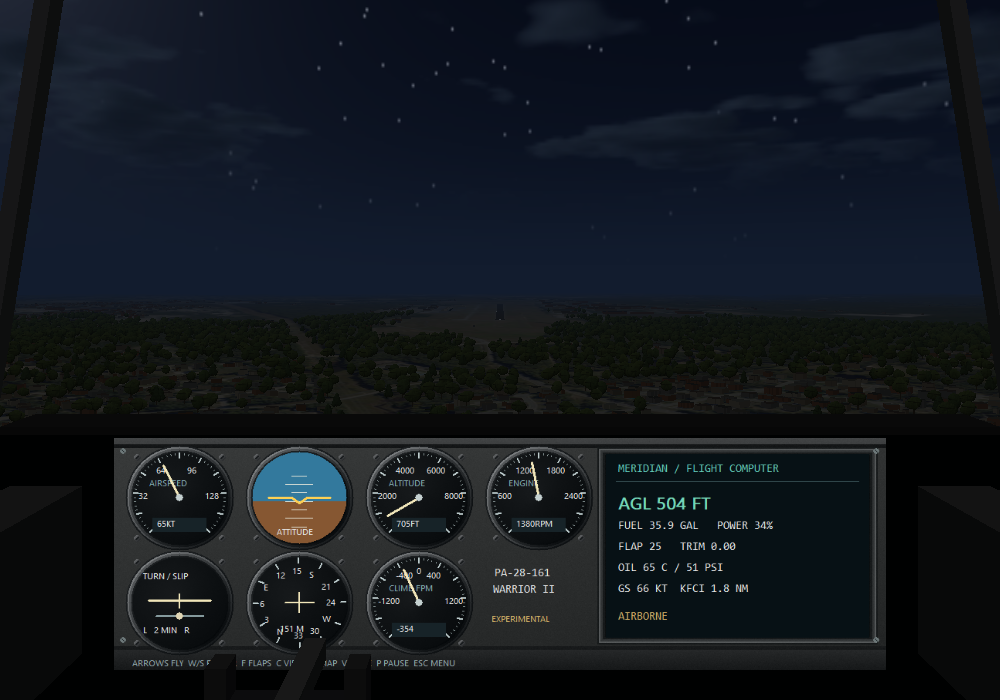 64 96
AIRSPEED
32 128
65KT
ATTITUDE
4000 6000
ALTITUDE
2000 8000
705FT
1200 1800
ENGINE
600 2400
1380RPM
TURN / SLIP
L 2 MIN R
12 15 S
E 21
6 24
3 W
N 151 M 30
33
-400 0 400
CLIMB FPM
-1200 1200
-354
PA-28-161
WARRIOR II
EXPERIMENTAL
MERIDIAN / FLIGHT COMPUTER
AGL 504 FT
FUEL 35.9 GAL POWER 34%
FLAP 25 TRIM 0.00
OIL 65 C / 51 PSI
GS 66 KT KFCI 1.8 NM
AIRBORNE
ARROWS FLY W/S F FLAPS C P PAUSE ESC MENU